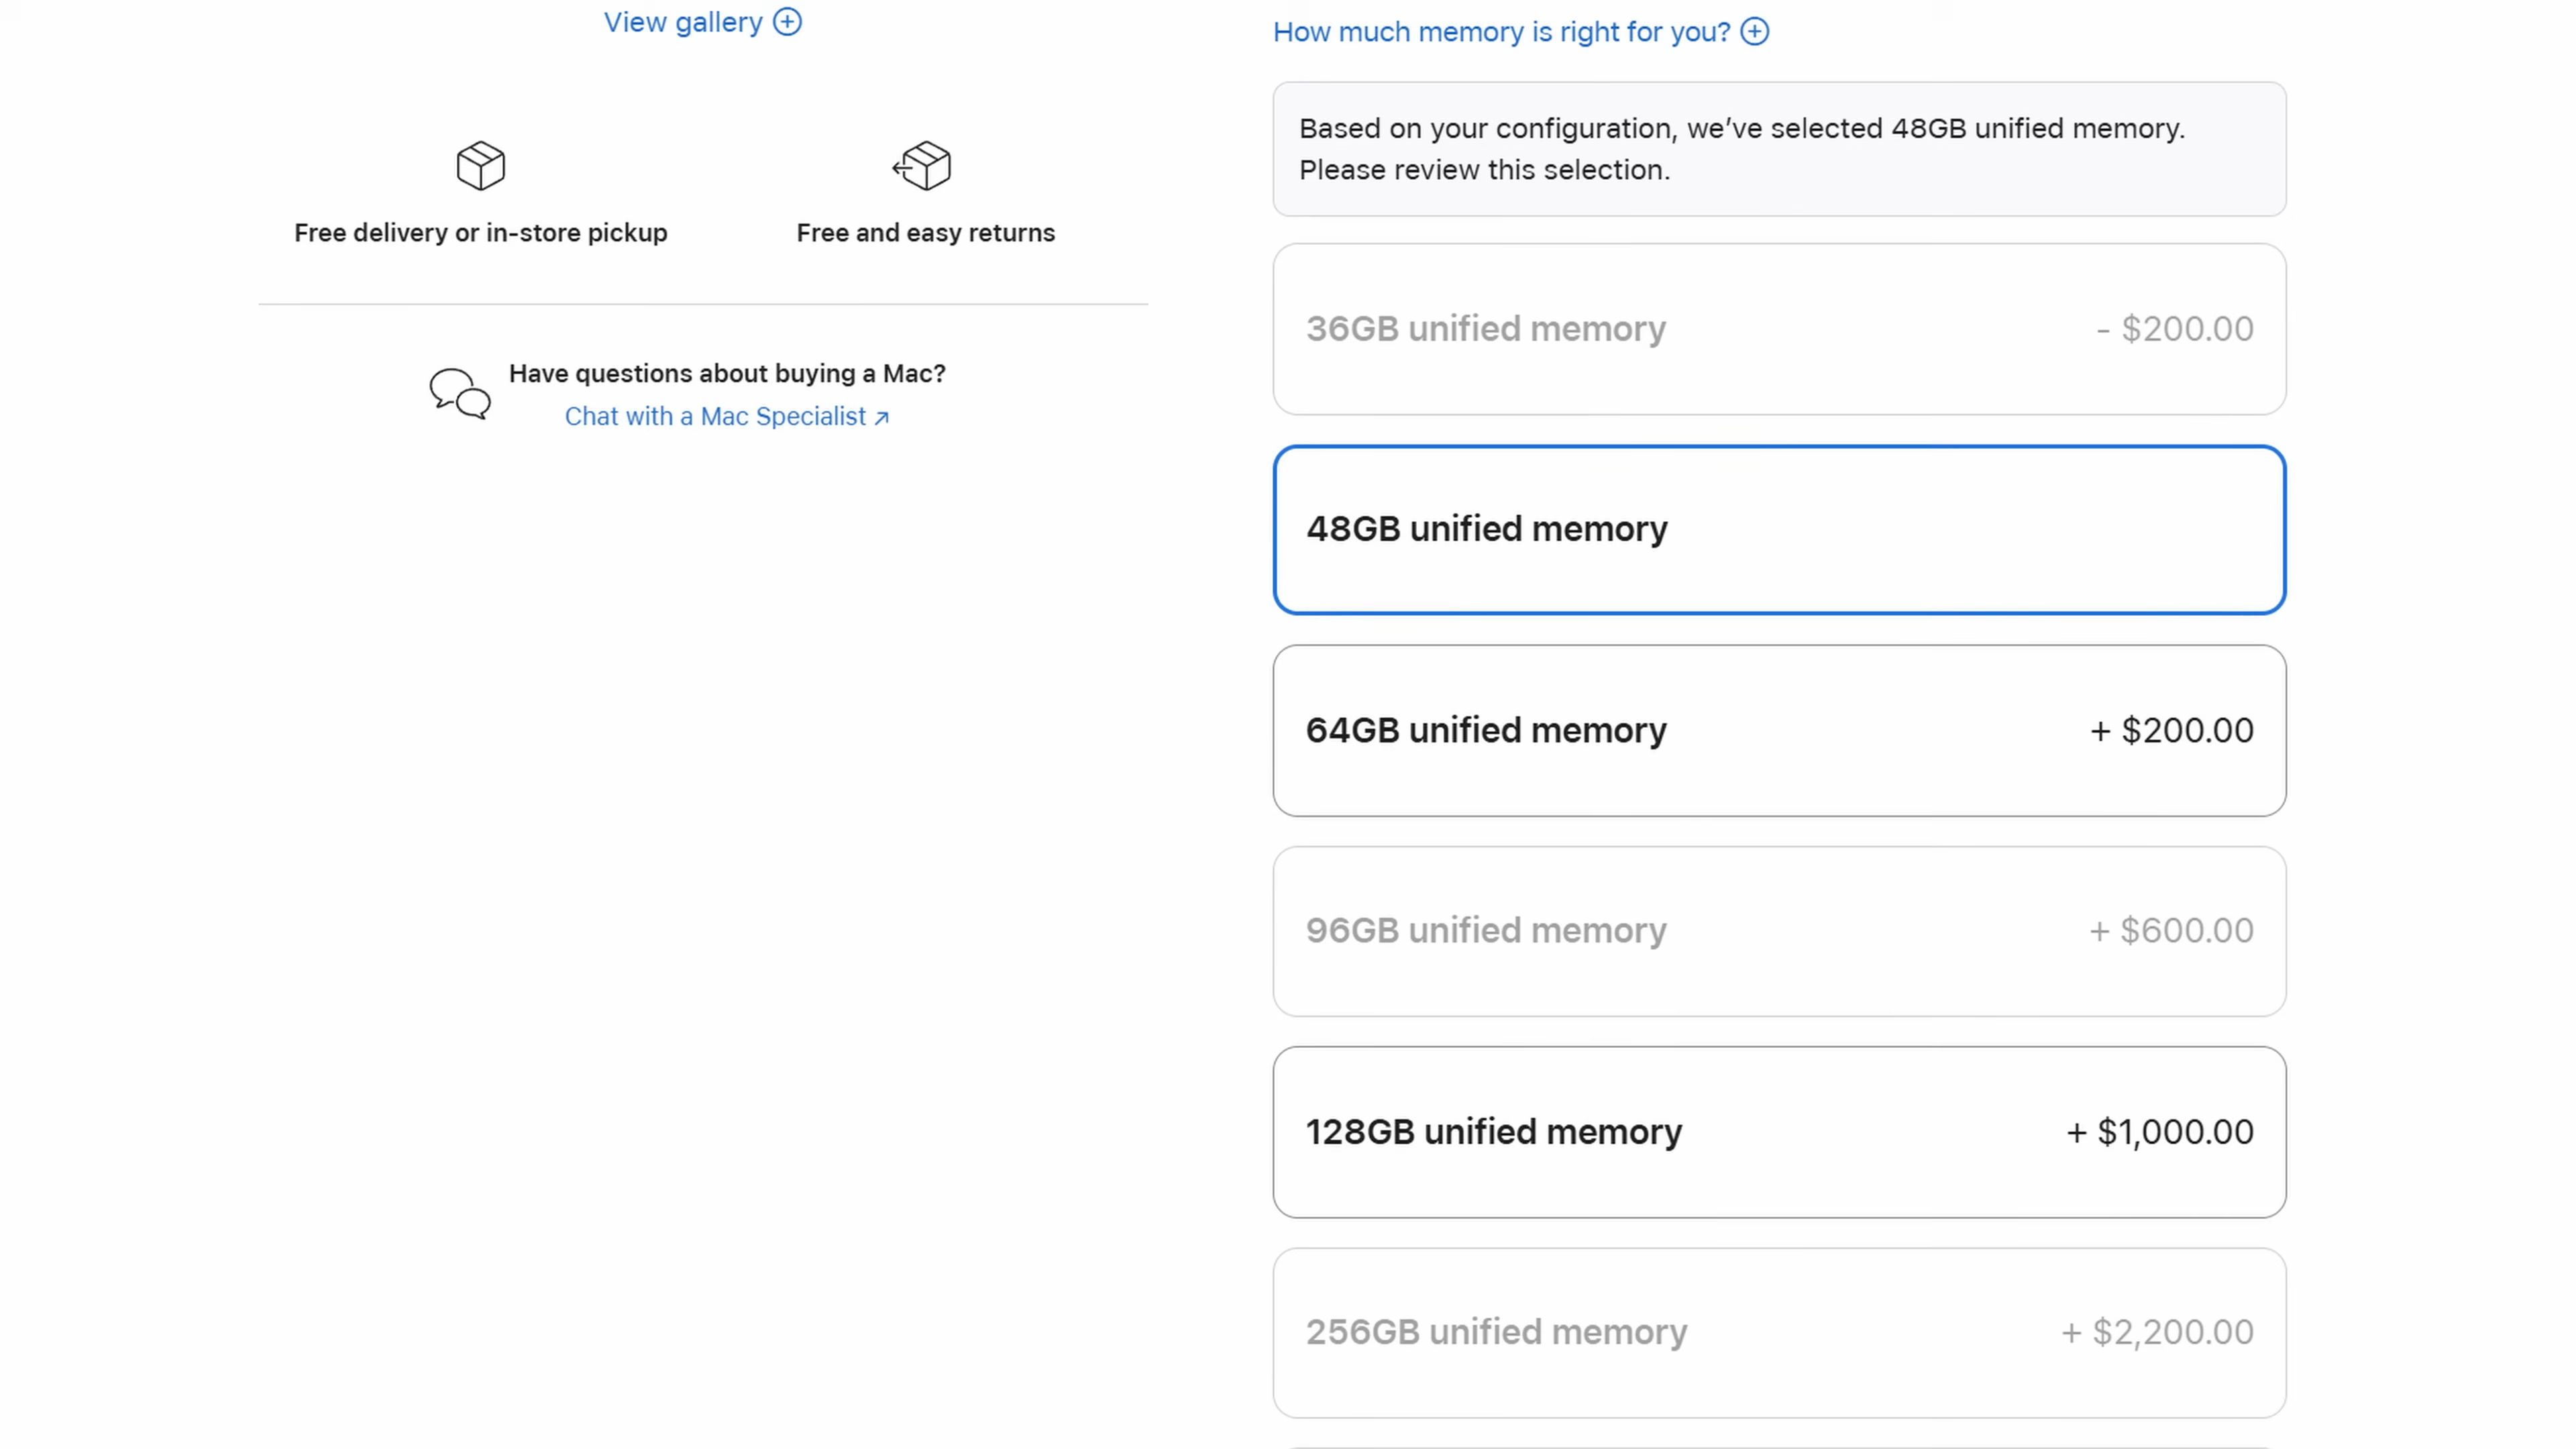 View gallery
Free delivery or in-store pickup
Free and easy returns
Have questions about buying a Mac?
Chat with a Mac Specialist ↗
How much memory is right for you?
Based on your configuration, we’ve selected 48GB unified memory.
Please review this selection.
36GB unified memory - $200.00
48GB unified memory
64GB unified memory + $200.00
96GB unified memory + $600.00
128GB unified memory + $1,000.00
256GB unified memory + $2,200.00